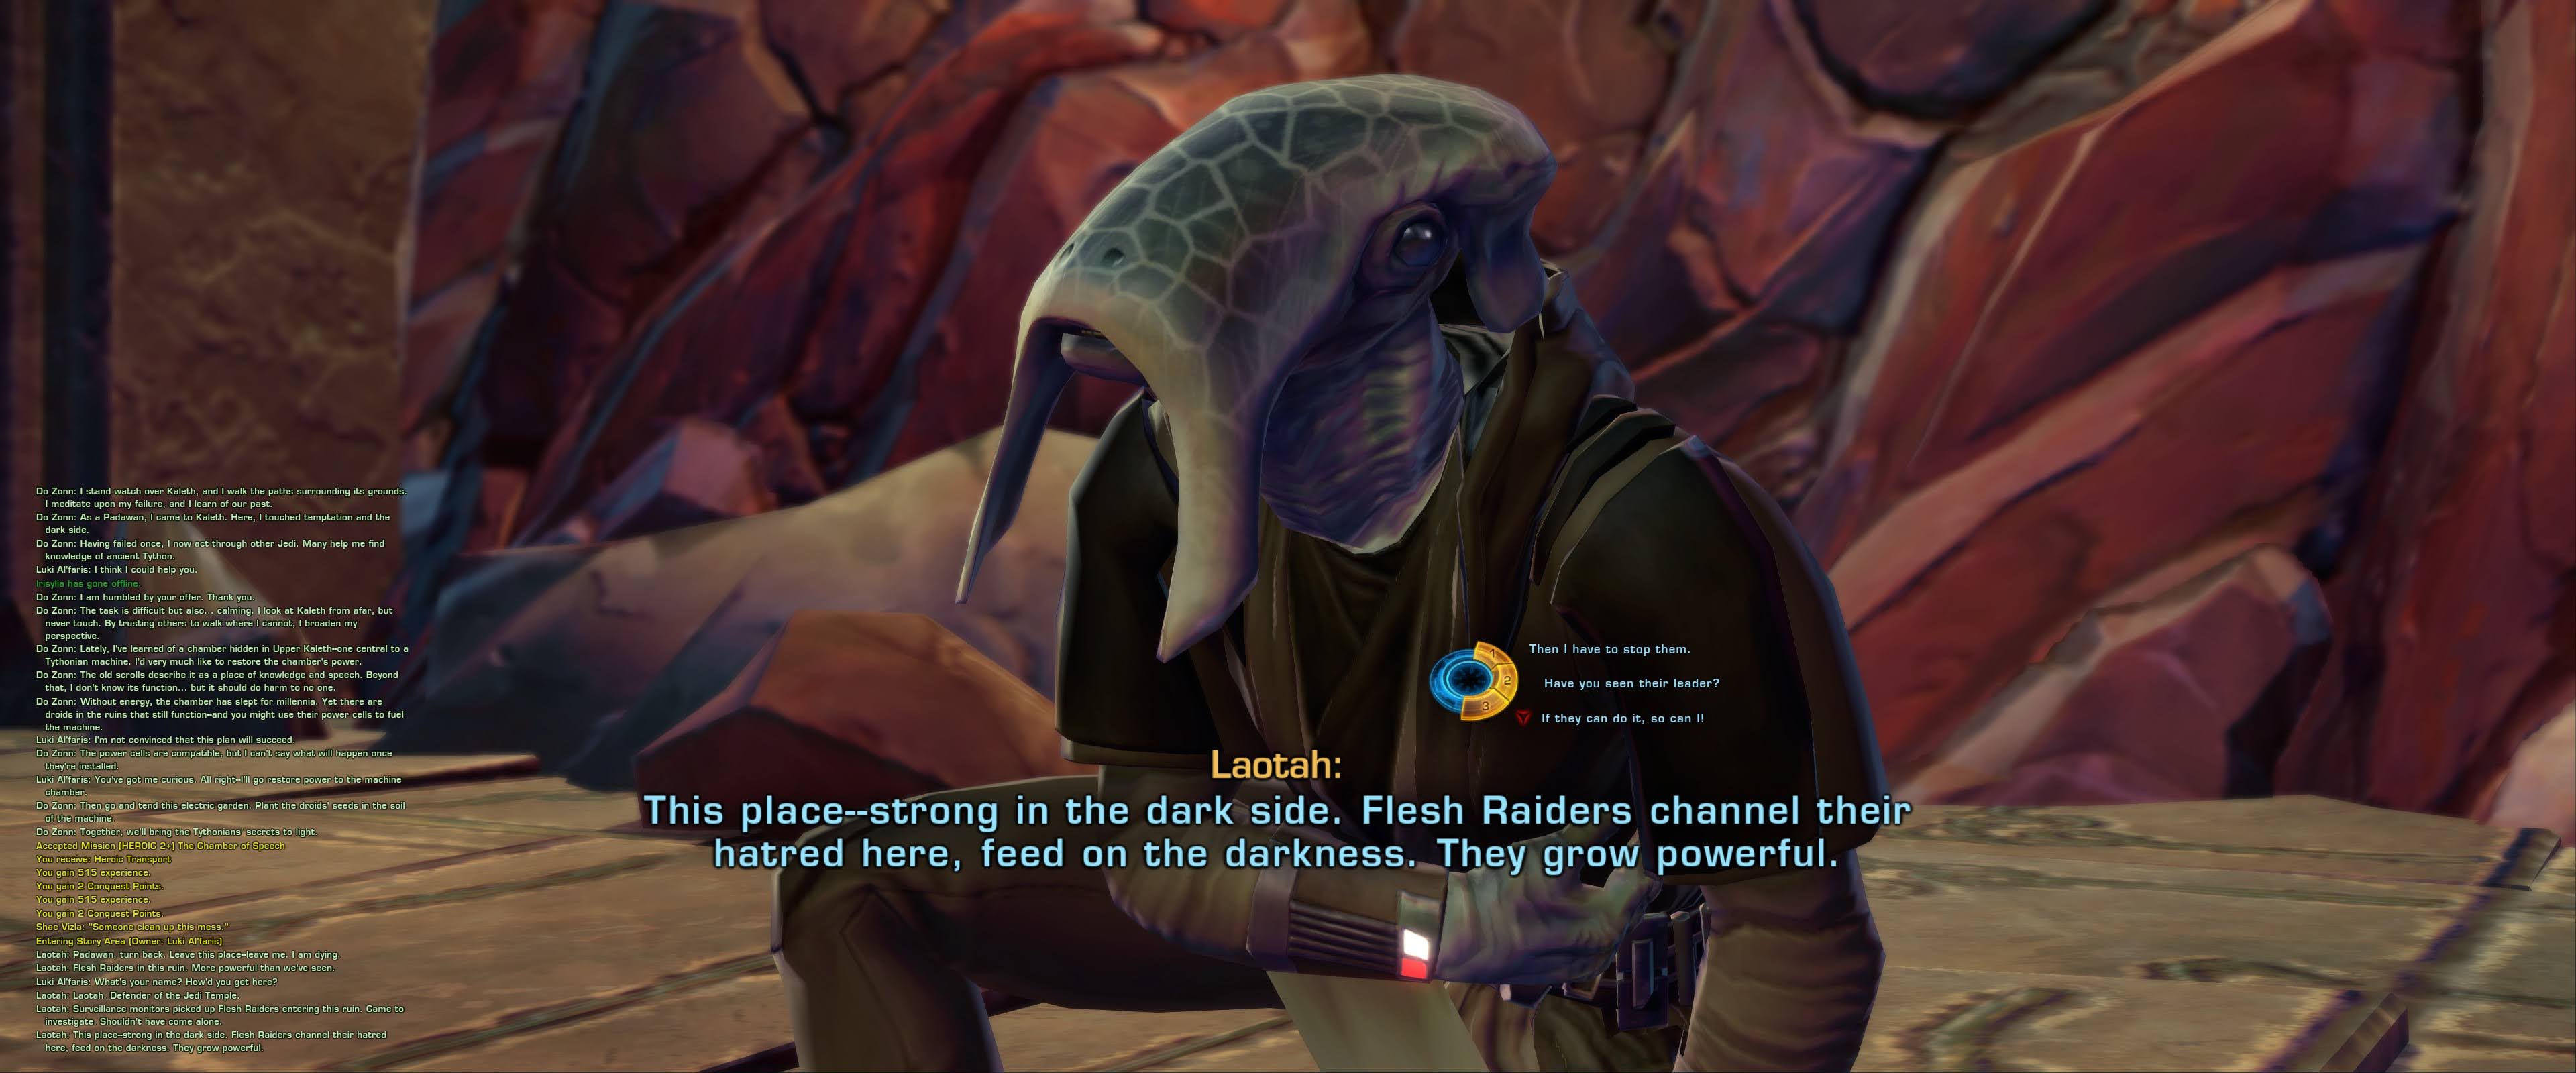 Do Zonn: I stand watch over Kaleth, and I walk the paths surrounding its grounds.
I meditate upon my failure, and I learn of our past.
Do Zonn: As a Padawan, I came to Kaleth. Here, I touched temptation and the
dark side.
Do Zonn: Having failed once, I now act through other Jedi. Many help me find
knowledge of ancient Tython.
Luki Al'faris: I think I could help you.
Irisylia has gone offline.
Do Zonn: I am humbled by your offer. Thank you.
Do Zonn: The task is difficult but also... calming. I look at Kaleth from afar, but
never touch. By trusting others to walk where I cannot, I broaden my
perspective.
Do Zonn: Lately, I've learned of a chamber hidden in Upper Kaleth--one central to a
Tythonian machine. I'd very much like to restore the chamber's power.
Do Zonn: The old scrolls describe it as a place of knowledge and speech. Beyond
that, I don't know its function... but it should do harm to no one.
Do Zonn: Without energy, the chamber has slept for millennia. Yet there are
droids in the ruins that still function--and you might use their power cells to fuel
the machine.
Luki Al'faris: I'm not convinced that this plan will succeed.
Do Zonn: The power cells are compatible, but I can't say what will happen once
they're installed.
Luki Al'faris: You've got me curious. All right--I'll go restore power to the machine
chamber.
Do Zonn: Then go and tend this electric garden. Plant the droids' seeds in the soil
of the machine.
Do Zonn: Together, we'll bring the Tythonians' secrets to light.
Accepted Mission [HEROIC 2+] The Chamber of Speech
You receive: Heroic Transport
You gain 515 experience.
You gain 2 Conquest Points.
You gain 515 experience.
You gain 2 Conquest Points.
Shae Vizla: "Someone clean up this mess."
Entering Story Area [Owner: Luki Al'faris]
Laotah: Padawan, turn back. Leave this place--leave me. I am dying.
Laotah: Flesh Raiders in this ruin. More powerful than we've seen.
Luki Al'faris: What's your name? How'd you get here?
Laotah: Laotah. Defender of the Jedi Temple.
Laotah: Surveillance monitors picked up Flesh Raiders entering this ruin. Came to
investigate. Shouldn't have come alone.
Laotah: This place--strong in the dark side. Flesh Raiders channel their hatred
here, feed on the darkness. They grow powerful.
1 Then I have to stop them.
2 Have you seen their leader?
3 If they can do it, so can I!
Laotah:
This place--strong in the dark side. Flesh Raiders channel their
hatred here, feed on the darkness. They grow powerful.